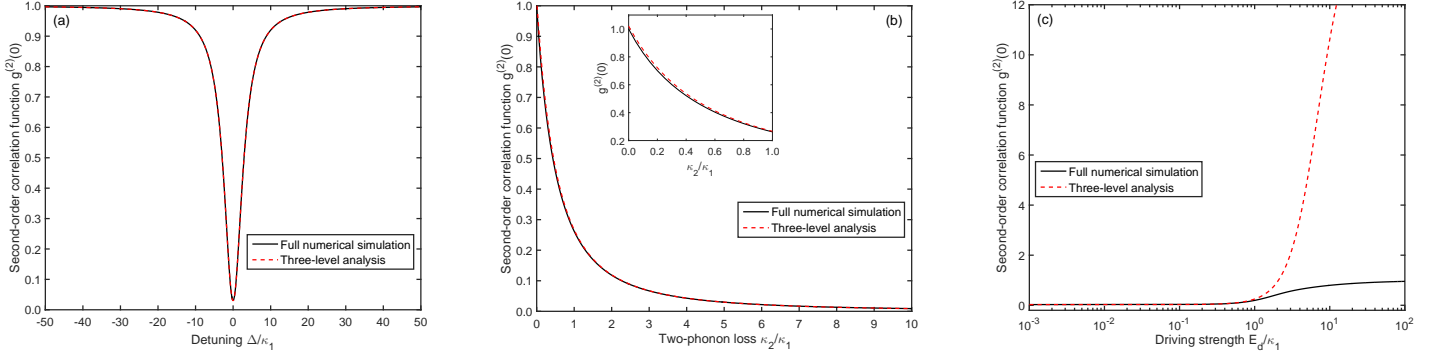 (a)
Second-order correlation function g^(2)(0)
1.0
0.9
0.8
0.7
0.6
0.5
0.4
0.3
0.2
0.1
0.0
Full numerical simulation
Three-level analysis
-50 -40 -30 -20 -10 0 10 20 30 40 50
Detuning Δ/κ₁
(b)
Second-order correlation function g^(2)(0)
1.0
0.9
0.8
0.7
0.6
0.5
0.4
0.3
0.2
0.1
0.0
g^(2)(0)
1.0
0.8
0.6
0.4
0.2
0.0 0.2 0.4 0.6 0.8 1.0
κ₂/κ₁
Full numerical simulation
Three-level analysis
0 1 2 3 4 5 6 7 8 9 10
Two-phonon loss κ₂/κ₁
(c)
Second-order correlation function g^(2)(0)
12
10
8
6
4
2
0
Full numerical simulation
Three-level analysis
10⁻³ 10⁻² 10⁻¹ 10⁰ 10¹ 10²
Driving strength E_d/κ₁